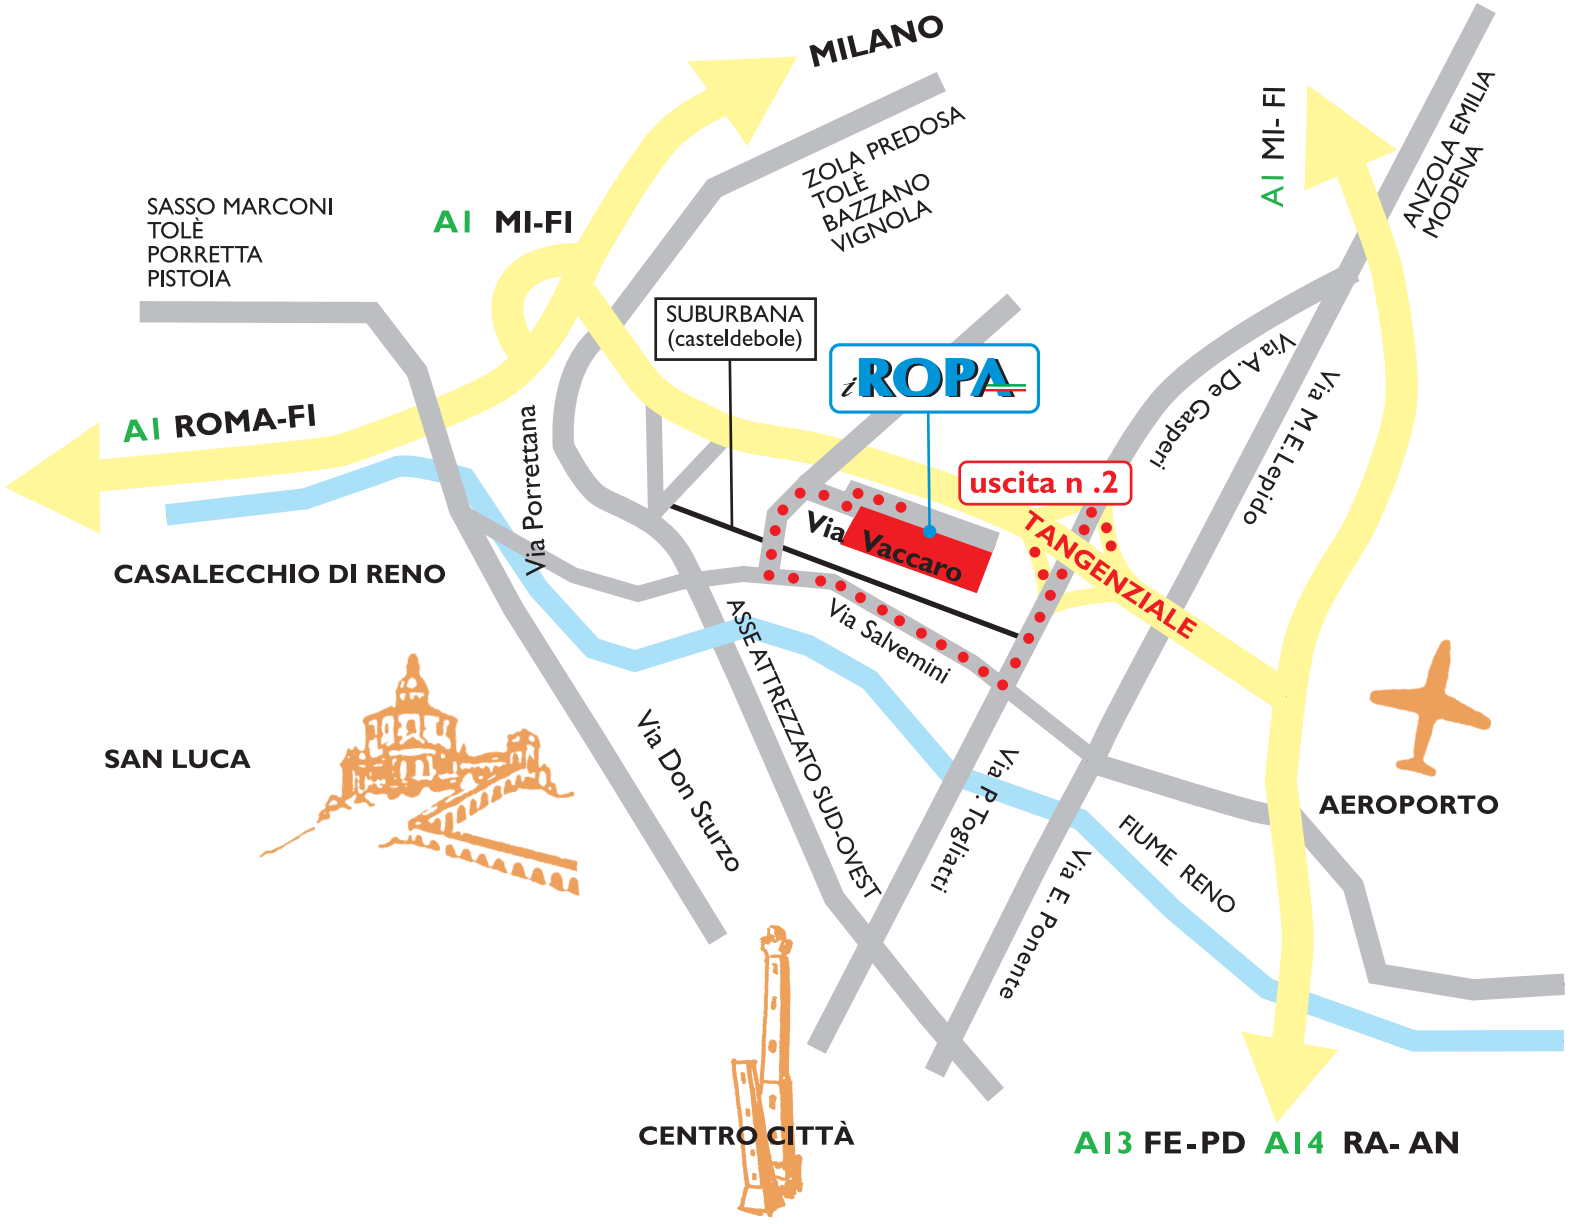 MILANO
ZOLA PREDOSA
TOLÈ
BAZZANO
VIGNOLA
A1 MI-FI
ANZOLA EMILIA
MODENA
SASSO MARCONI
TOLÈ
PORRETTA
PISTOIA
A1 MI- FI
SUBURBANA
(casteldebole)
iROPA
Via A. De Gasperi
Via M.E.Lepido
A1 ROMA-FI
Via Porrettana
uscita n .2
TANGENZIALE
Via Vaccaro
CASALECCHIO DI RENO
Via Salvemini
ASSE ATTREZZATO SUD-OVEST
SAN LUCA
Via Don Sturzo
Via P. Togliatti
Via E. Ponente
FIUME RENO
AEROPORTO
CENTRO CITTÀ
A13 FE-PD A14 RA- AN